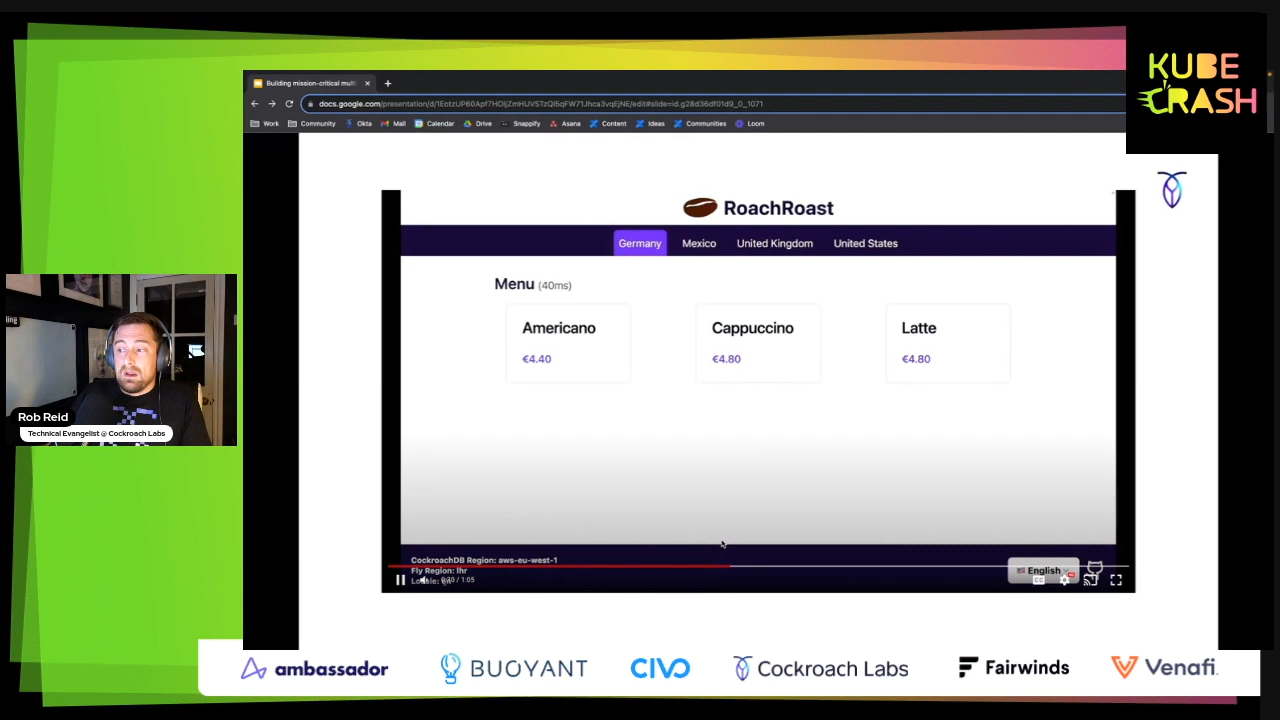 KUBE
CRASH
Building mission-critical mult
docs.google.com/presentation/d/1EotzUP60Apf7HOIjZmHUVSTzQI5qFW71Jhca3vqEjNE/edit#slide=id.g28d36df01d9_0_1071
Work Community Okta Mail Calendar Drive Snappify Asana Content Ideas Communities Loom
RoachRoast
Germany Mexico United Kingdom United States
Menu (40ms)
Americano Cappuccino Latte
€4.40 €4.80 €4.80
CockroachDB Region: aws-eu-west-1
Fly Region: lhr
English
/ 1:05
Rob Reid
Technical Evangelist @ Cockroach Labs
ambassador BUOYANT CIVO Cockroach Labs Fairwinds Venafi